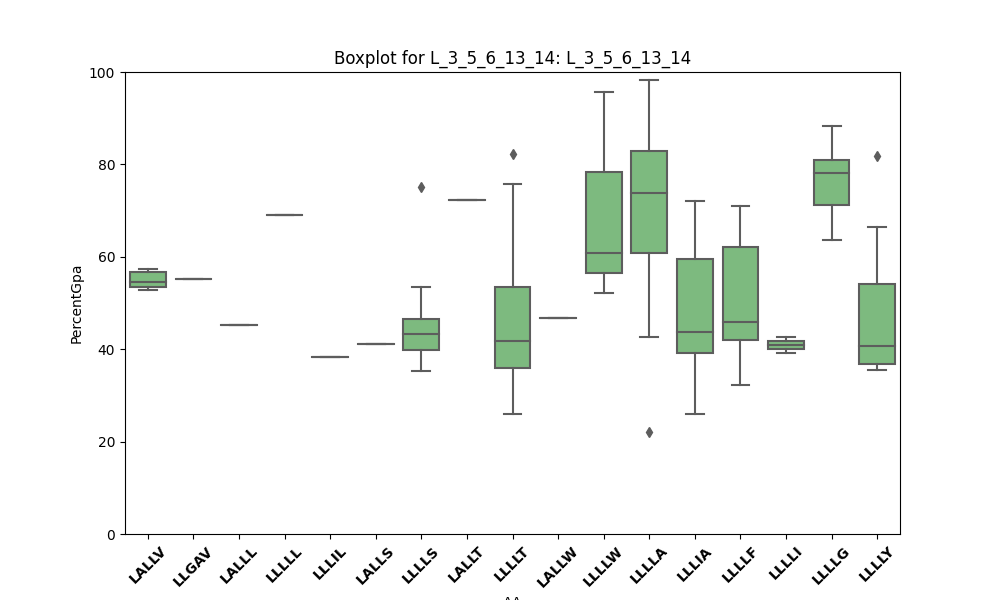 Boxplot for L_3_5_6_13_14: L_3_5_6_13_14
100
80
60
40
20
0
PercentGpa
LALLV LLGAV LALLL LLLLL LLLIL LALLS LLLLS LALLT LLLLT LALLW LLLLW LLLLA LLLIA LLLLF LLLLI LLLLG LLLLY